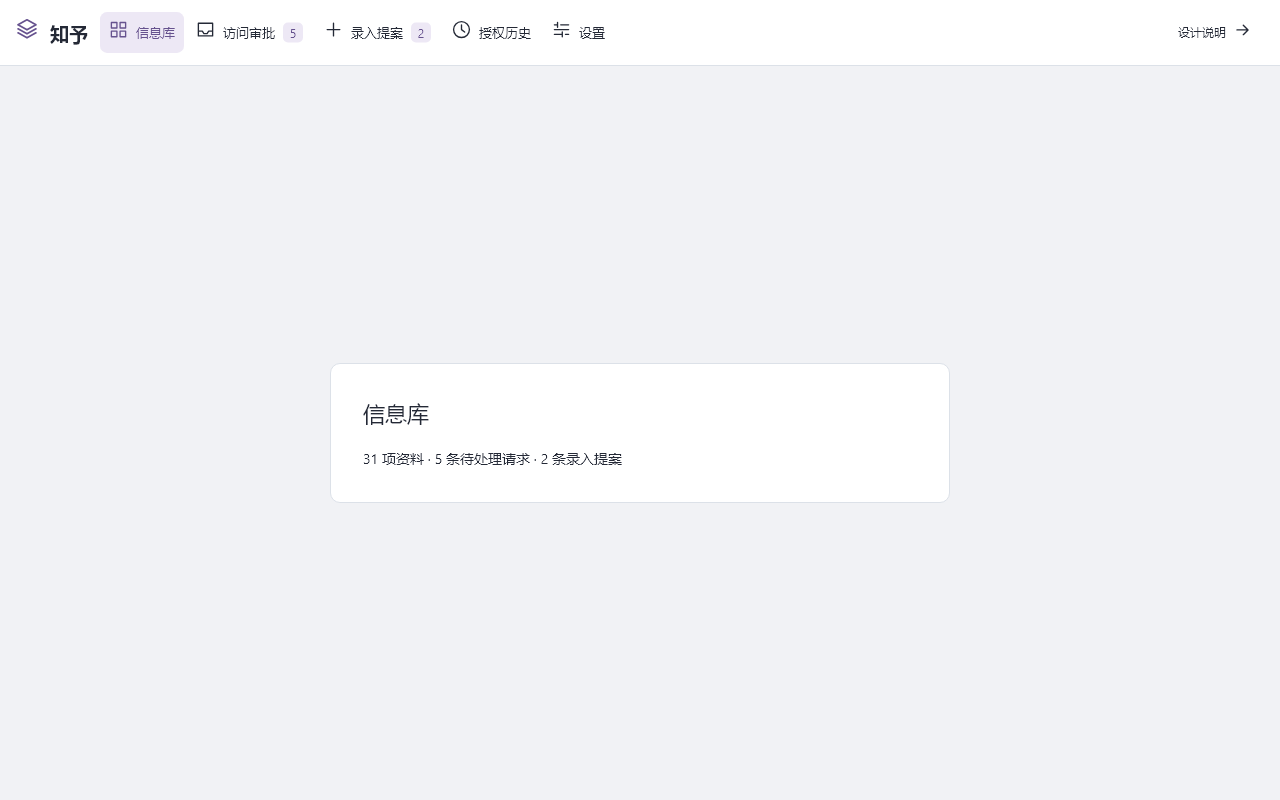 知予 信息库 访问审批 5 录入提案 2 授权历史 设置 设计说明
信息库
31 项资料 · 5 条待处理请求 · 2 条录入提案